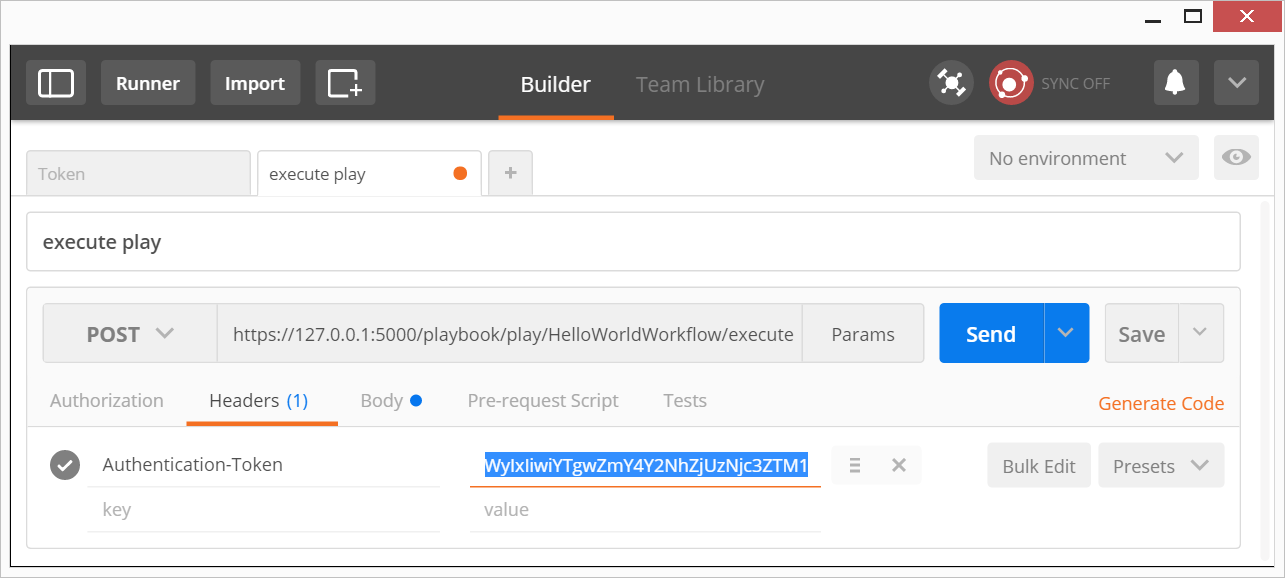 Runner Import Builder Team Library SYNC OFF
Token execute play + No environment
execute play
POST https://127.0.0.1:5000/playbook/play/HelloWorldWorkflow/execute Params Send Save
Authorization Headers (1) Body Pre-request Script Tests Generate Code
Authentication-Token WyIxIiwiYTgwZmY4Y2NhZjUzNjc3ZTM1 Bulk Edit Presets
key value